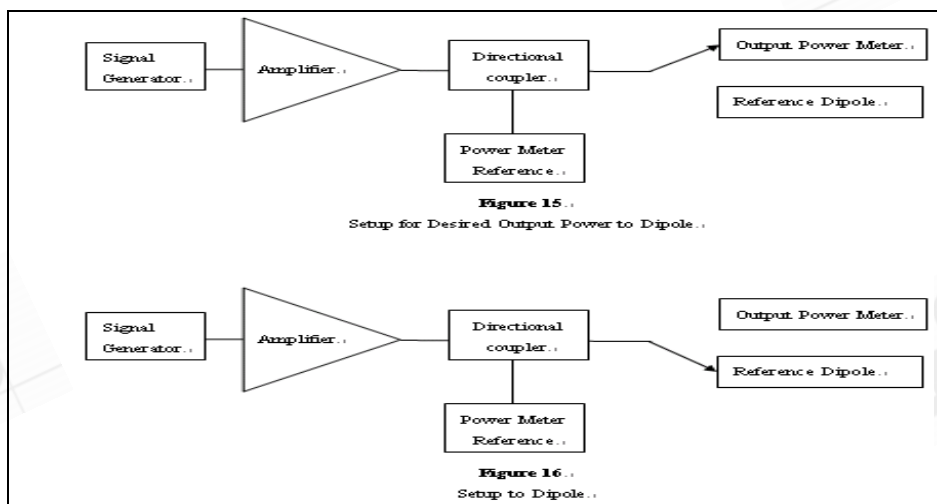 Signal
Generator.
Amplifier.
Directional
coupler.
Output Power Meter.
Reference Dipole.
Power Meter
Reference.
Figure 15.
Setup for Desired Output Power to Dipole.
Signal
Generator.
Amplifier.
Directional
coupler.
Output Power Meter.
Reference Dipole.
Power Meter
Reference.
Figure 16.
Setup to Dipole.